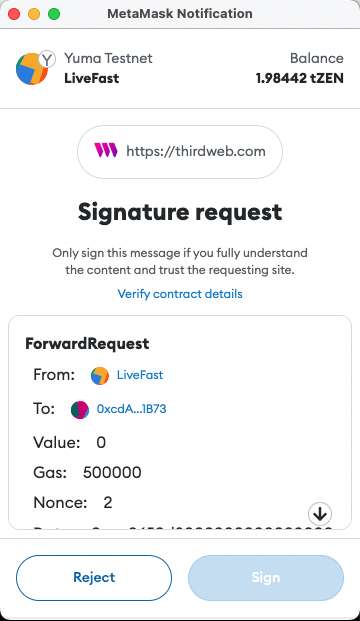 MetaMask Notification
Yuma Testnet
Balance
Y
LiveFast
1.98442 tZEN
https://thirdweb.com
Signature request
Only sign this message if you fully understand
the content and trust the requesting site.
Verify contract details
ForwardRequest
From: LiveFast
To: 0xcdA...1B73
Value: 0
Gas: 500000
Nonce: 2
Reject
Sign